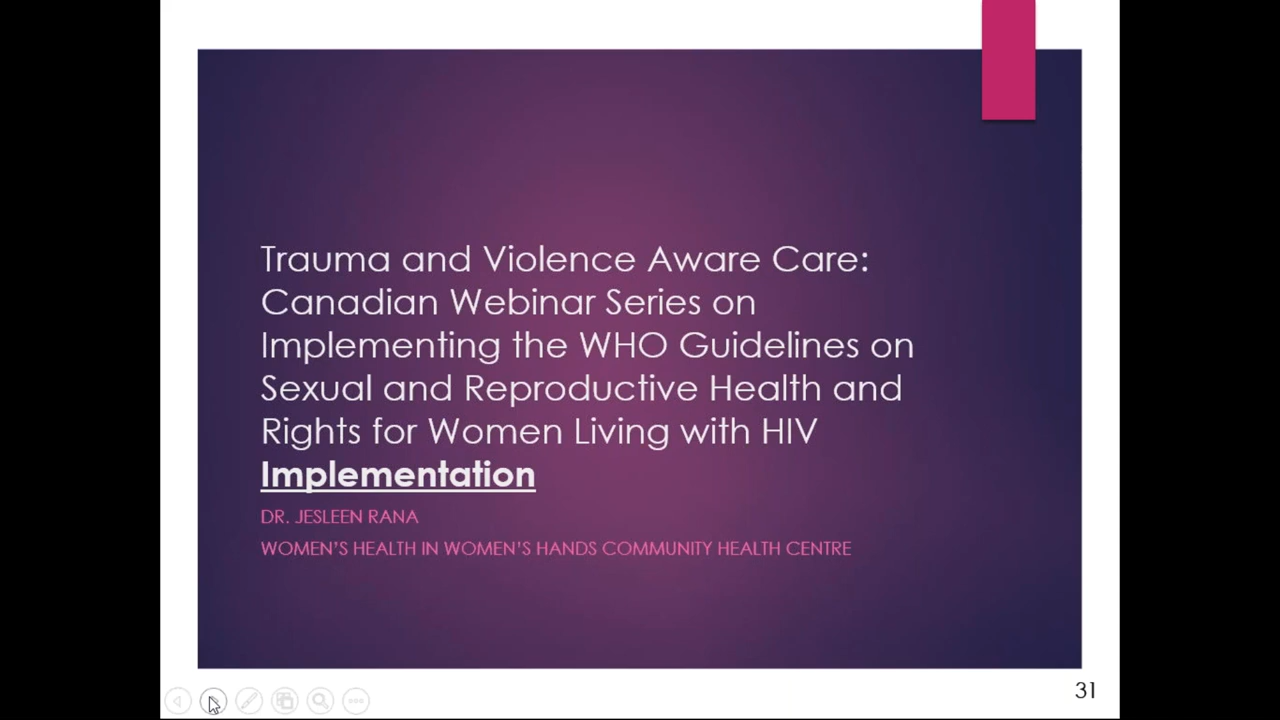 Trauma and Violence Aware Care:
Canadian Webinar Series on
Implementing the WHO Guidelines on
Sexual and Reproductive Health and
Rights for Women Living with HIV
Implementation
DR. JESLEEN RANA
WOMEN'S HEALTH IN WOMEN'S HANDS COMMUNITY HEALTH CENTRE
31